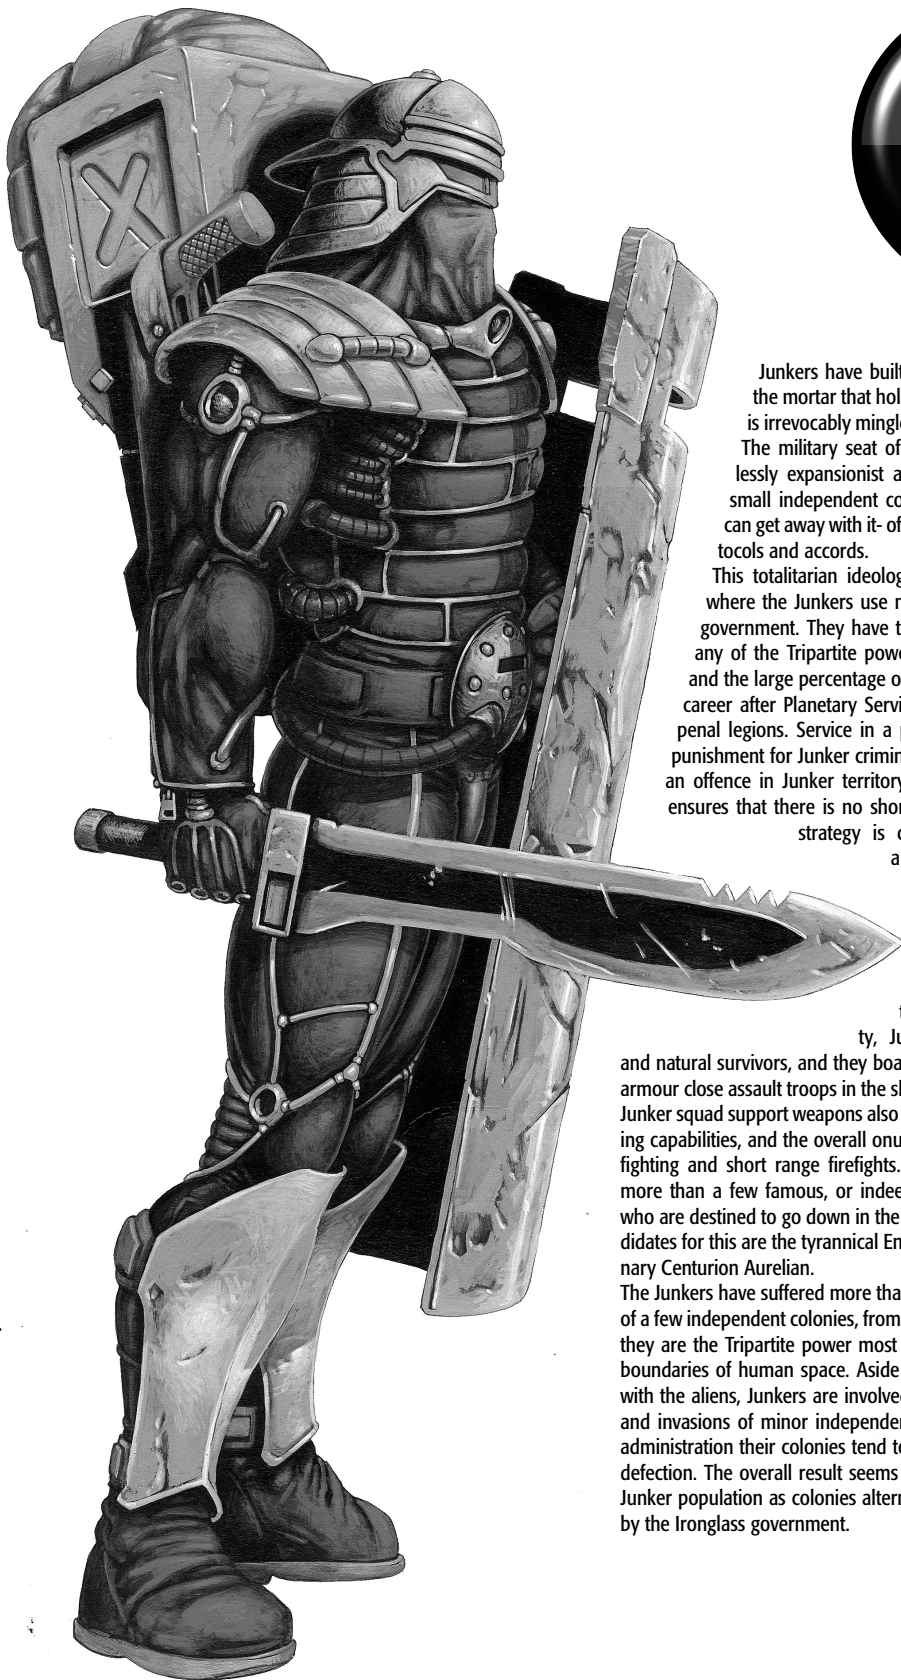 Junkers have built
the mortar that hol
is irrevocably mingle
The military seat of
lessly expansionist a
small independent co
can get away with it- of
tocols and accords.
This totalitarian ideolog
where the Junkers use m
government. They have t
any of the Tripartite powe
and the large percentage o
career after Planetary Servi
penal legions. Service in a p
punishment for Junker crimin
an offence in Junker territory
ensures that there is no shor
strategy is c
a
t
ty, Ju
and natural survivors, and they boa
armour close assault troops in the sh
Junker squad support weapons also
ing capabilities, and the overall onu
fighting and short range firefights.
more than a few famous, or indee
who are destined to go down in the
didates for this are the tyrannical En
nary Centurion Aurelian.
The Junkers have suffered more tha
of a few independent colonies, from
they are the Tripartite power most
boundaries of human space. Aside
with the aliens, Junkers are involved
and invasions of minor independen
administration their colonies tend to
defection. The overall result seems
Junker population as colonies altern
by the Ironglass government.